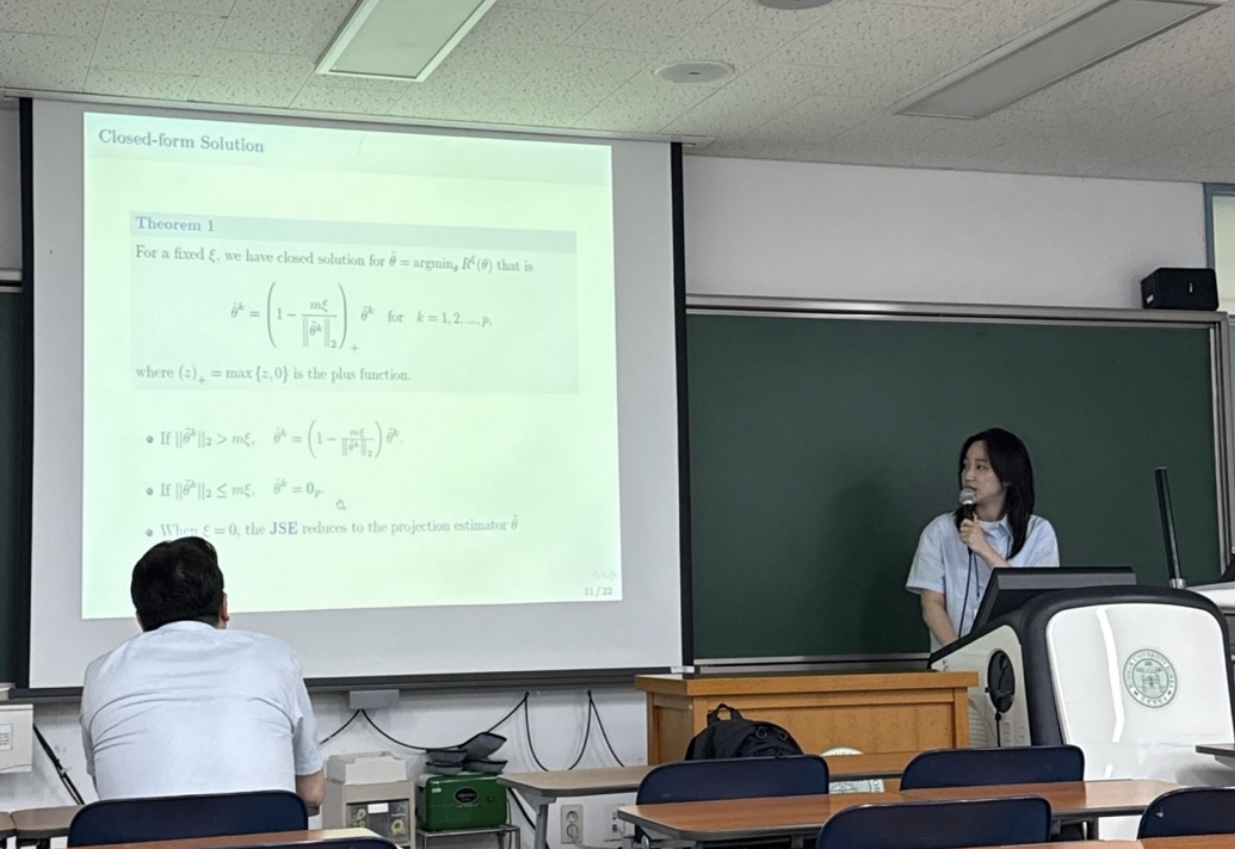 Closed-form Solution
Theorem 1
For a fixed ξ, we have closed solution for θ̂ = argmin_θ R^ξ(θ) that is
θ̂^k = (1 − mξ / ‖θ̃^k‖₂)₊ θ̃^k for k = 1, 2, ..., p,
where (z)₊ = max {z, 0} is the plus function.
• If ||θ̃^k||₂ > mξ, θ̂^k = (1 − mξ / ‖θ̃^k‖₂) θ̃^k.
• If ||θ̃^k||₂ ≤ mξ, θ̂^k = 0_p.
• When ξ = 0, the JSE reduces to the projection estimator θ̃
11 / 22